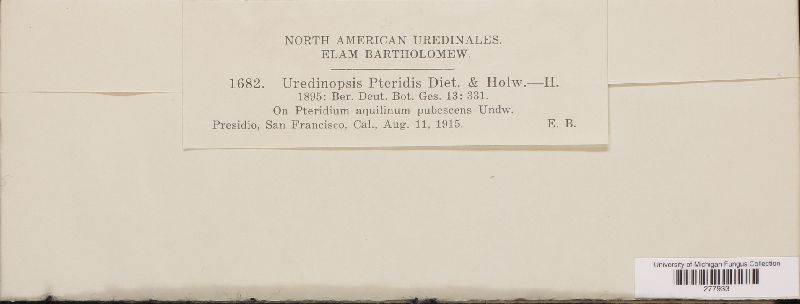 NORTH AMERICAN UREDINALES.
ELAM BARTHOLOMEW.
1682. Uredinopsis Pteridis Diet. & Holw.—II.
1895: Ber. Deut. Bot. Ges. 13: 331.
On Pteridium aquilinum pubescens Undw.
Presidio, San Francisco, Cal., Aug. 11, 1915. E. B.
University of Michigan Fungus Collection
277933